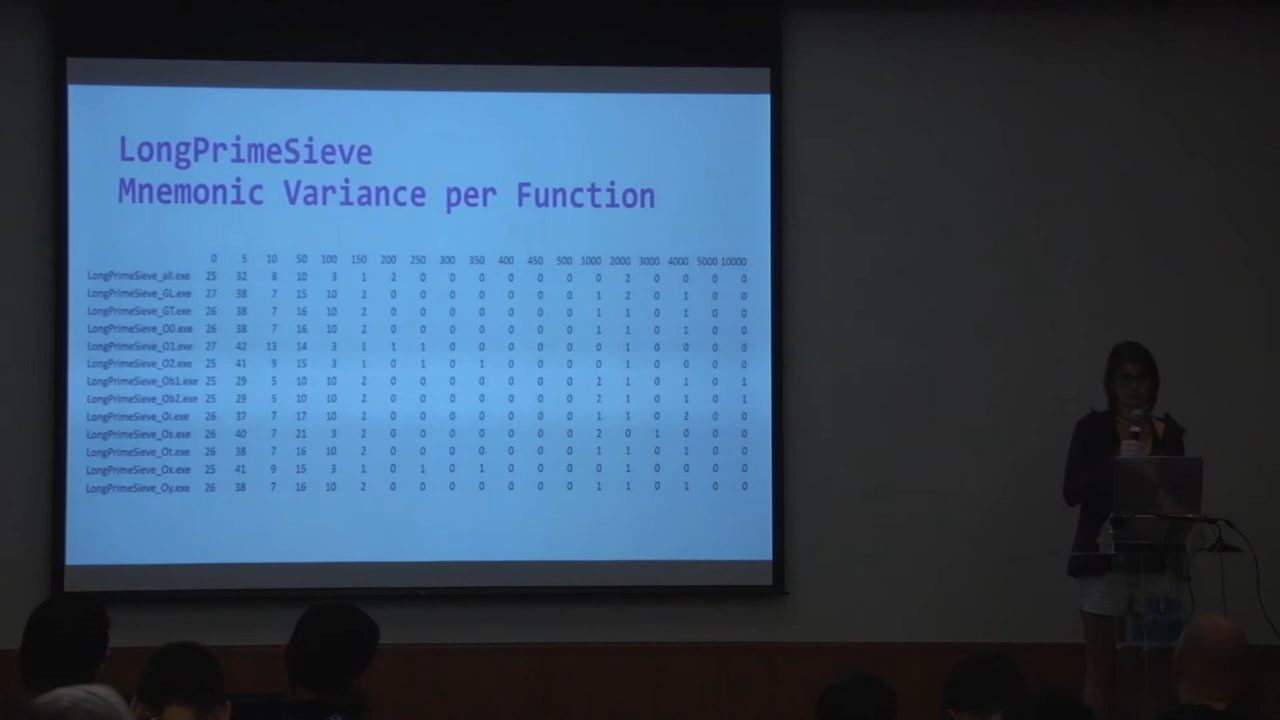 LongPrimeSieve
Mnemonic Variance per Function
0 5 10 50 100 150 200 250 300 350 400 450 500 1000 2000 3000 4000 5000 10000
LongPrimeSieve_all.exe 25 32 8 10 3 1 2 0 0 0 0 0 0 0 2 0 0 0 0
LongPrimeSieve_GL.exe 27 38 7 15 10 2 0 0 0 0 0 0 0 1 2 0 1 0 0
LongPrimeSieve_GT.exe 26 38 7 16 10 2 0 0 0 0 0 0 0 1 1 0 1 0 0
LongPrimeSieve_O0.exe 26 38 7 16 10 2 0 0 0 0 0 0 0 1 1 0 1 0 0
LongPrimeSieve_O1.exe 27 42 13 14 3 1 1 1 0 0 0 0 0 0 1 0 0 0 0
LongPrimeSieve_O2.exe 25 41 9 15 3 1 0 1 0 1 0 0 0 0 1 0 0 0 0
LongPrimeSieve_Ob1.exe 25 29 5 10 10 2 0 0 0 0 0 0 0 2 1 0 1 0 1
LongPrimeSieve_Ob2.exe 25 29 5 10 10 2 0 0 0 0 0 0 0 2 1 0 1 0 1
LongPrimeSieve_Oi.exe 26 37 7 17 10 2 0 0 0 0 0 0 0 1 1 0 2 0 0
LongPrimeSieve_Os.exe 26 40 7 21 3 2 0 0 0 0 0 0 0 2 0 1 0 0 0
LongPrimeSieve_Ot.exe 26 38 7 16 10 2 0 0 0 0 0 0 0 1 1 0 1 0 0
LongPrimeSieve_Ox.exe 25 41 9 15 3 1 0 1 0 1 0 0 0 0 1 0 0 0 0
LongPrimeSieve_Oy.exe 26 38 7 16 10 2 0 0 0 0 0 0 0 1 1 0 1 0 0